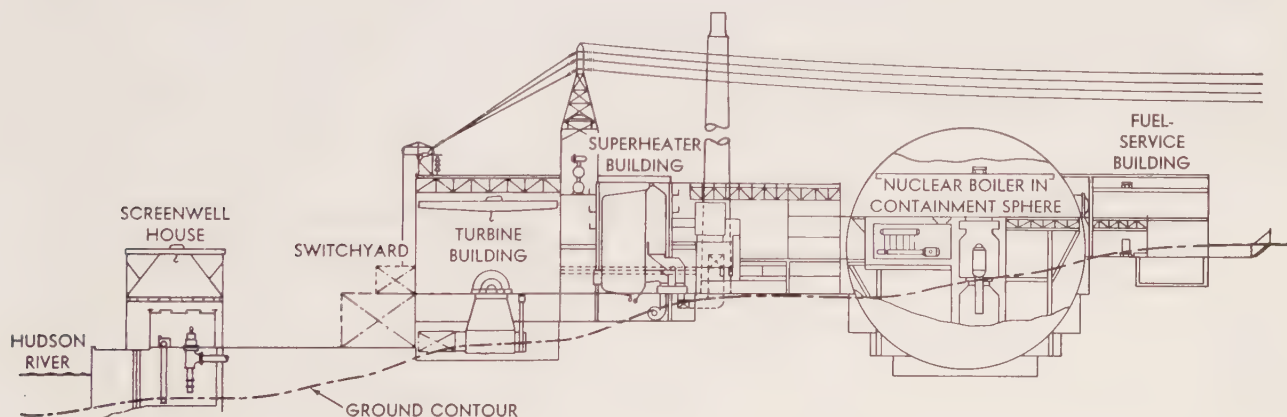 FUEL-
SERVICE
BUILDING
SUPERHEATER
BUILDING
NUCLEAR BOILER IN
CONTAINMENT SPHERE
SCREENWELL
HOUSE
SWITCHYARD
TURBINE
BUILDING
HUDSON
RIVER
GROUND CONTOUR